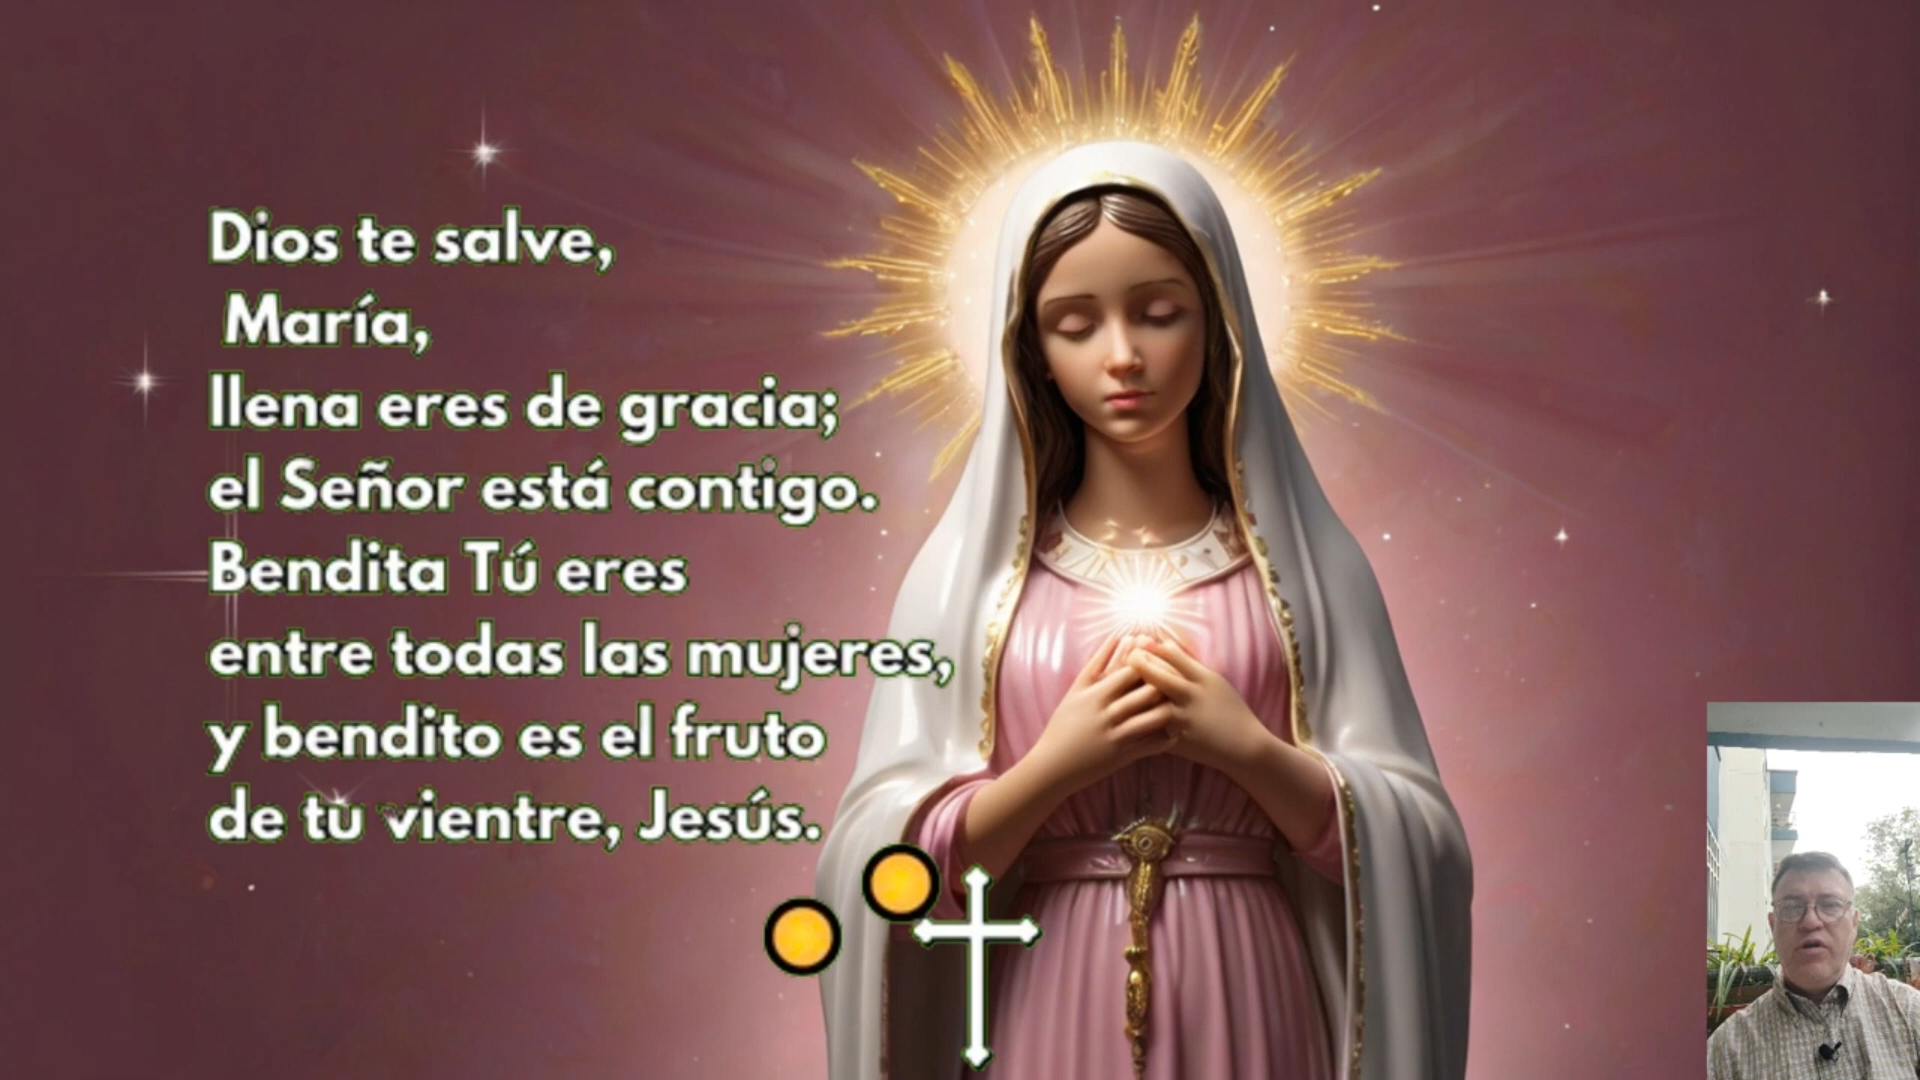 Dios te salve,
María,
llena eres de gracia;
el Señor está contigo.
Bendita Tú eres
entre todas las mujeres,
y bendito es el fruto
de tu vientre, Jesús.